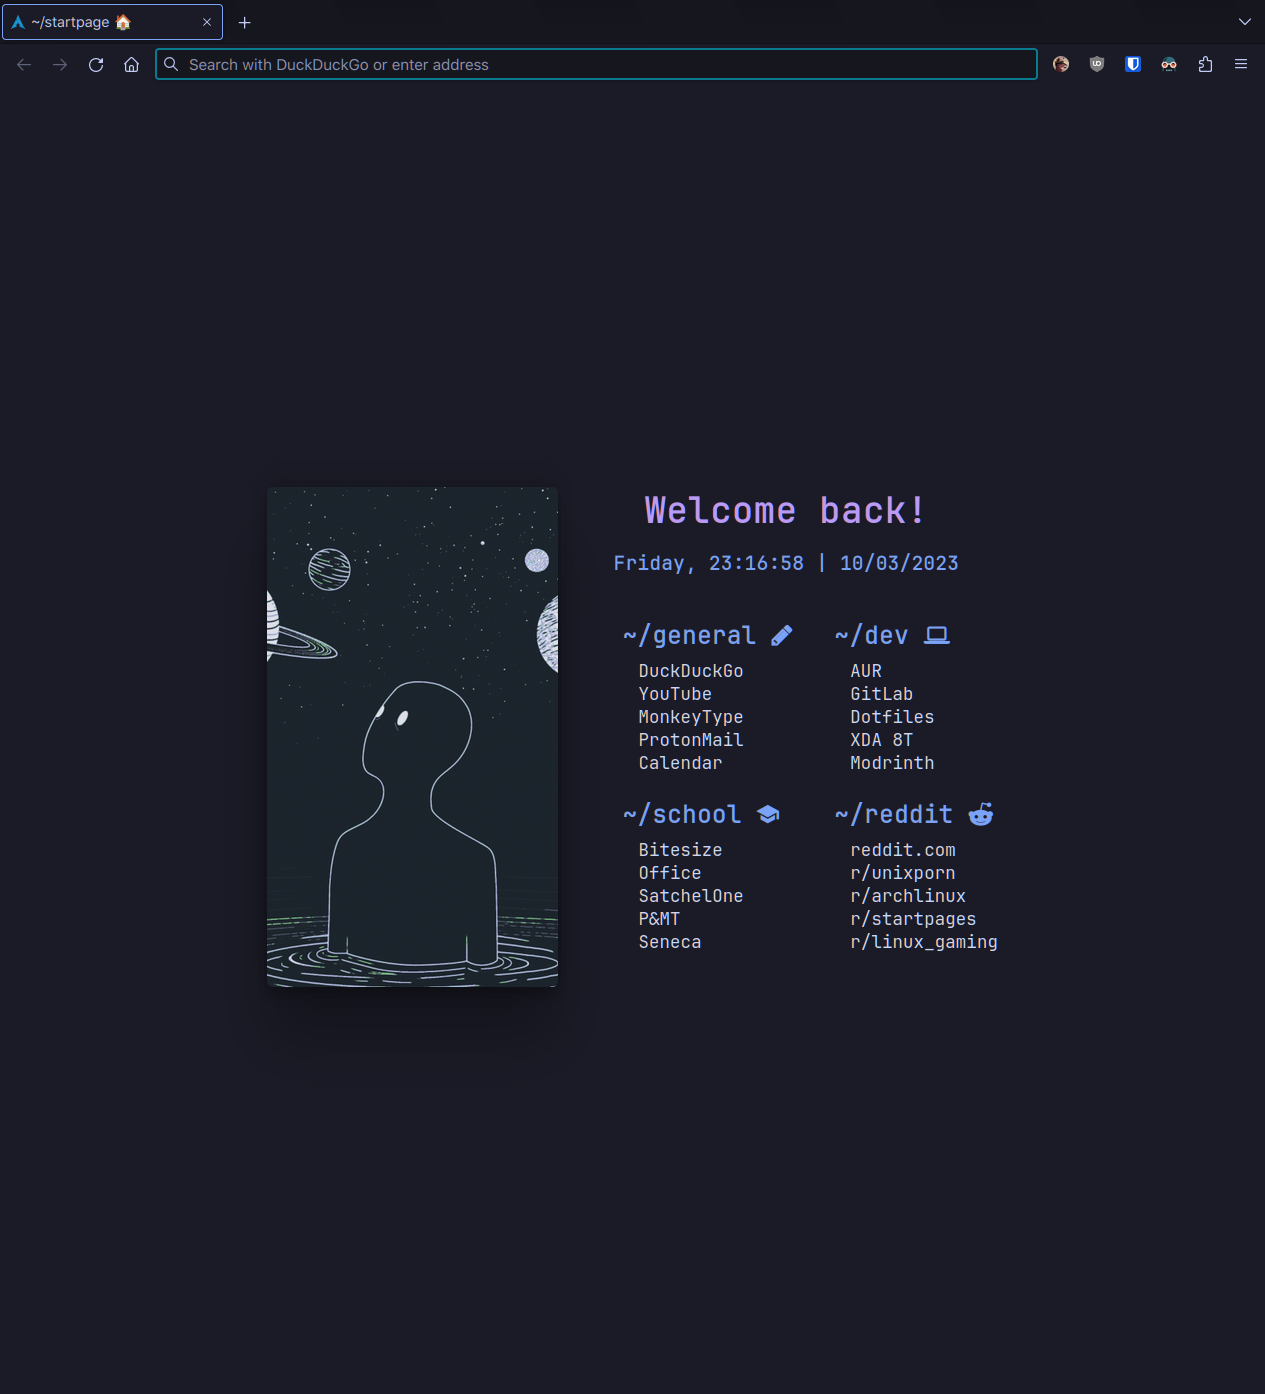 ~/startpage 🏠
Search with DuckDuckGo or enter address
Welcome back!
Friday, 23:16:58 | 10/03/2023
~/general
DuckDuckGo
YouTube
MonkeyType
ProtonMail
Calendar
~/dev
AUR
GitLab
Dotfiles
XDA 8T
Modrinth
~/school
Bitesize
Office
SatchelOne
P&MT
Seneca
~/reddit
reddit.com
r/unixporn
r/archlinux
r/startpages
r/linux_gaming